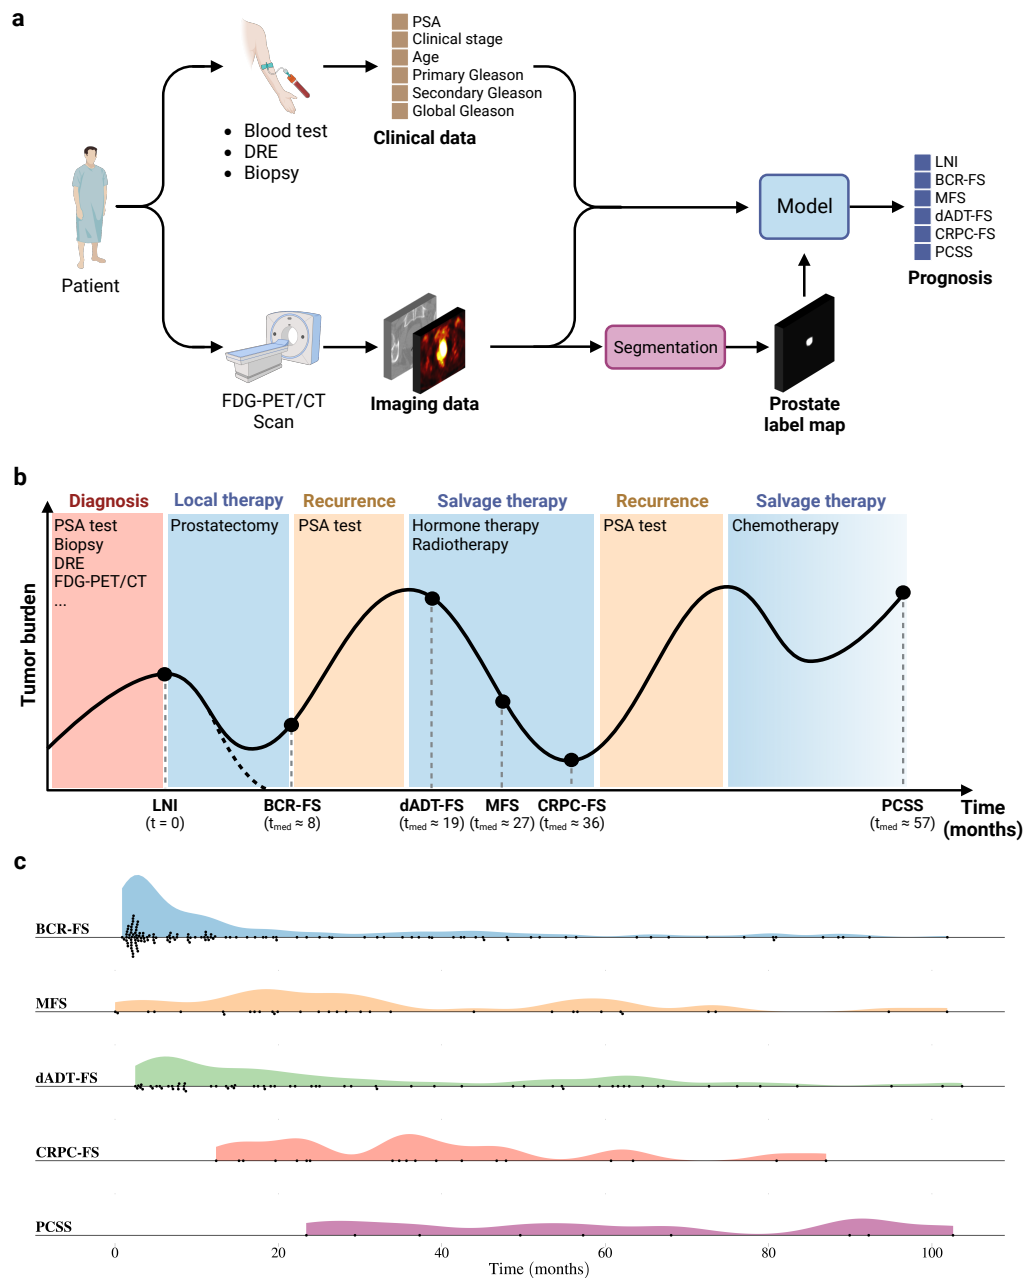 a
PSA
Clinical stage
Age
Primary Gleason
Secondary Gleason
Global Gleason
Clinical data
• Blood test
• DRE
• Biopsy
Patient
FDG-PET/CT
Scan
Imaging data
Segmentation
Prostate
label map
Model
LNI
BCR-FS
MFS
dADT-FS
CRPC-FS
PCSS
Prognosis
b
Diagnosis
Local therapy
Recurrence
Salvage therapy
Recurrence
Salvage therapy
PSA test
Biopsy
DRE
FDG-PET/CT
...
Prostatectomy
PSA test
Hormone therapy
Radiotherapy
PSA test
Chemotherapy
Tumor burden
LNI
(t = 0)
BCR-FS
(tmed ≈ 8)
dADT-FS
(tmed ≈ 19)
MFS
(tmed ≈ 27)
CRPC-FS
(tmed ≈ 36)
PCSS
(tmed ≈ 57)
Time
(months)
c
BCR-FS
MFS
dADT-FS
CRPC-FS
PCSS
0 20 40 60 80 100
Time (months)